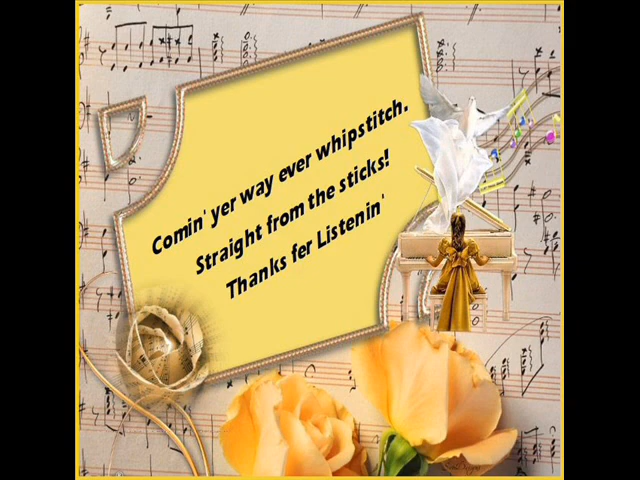 Comin' yer way ever whipstitch.
Straight from the sticks!
Thanks fer Listenin'